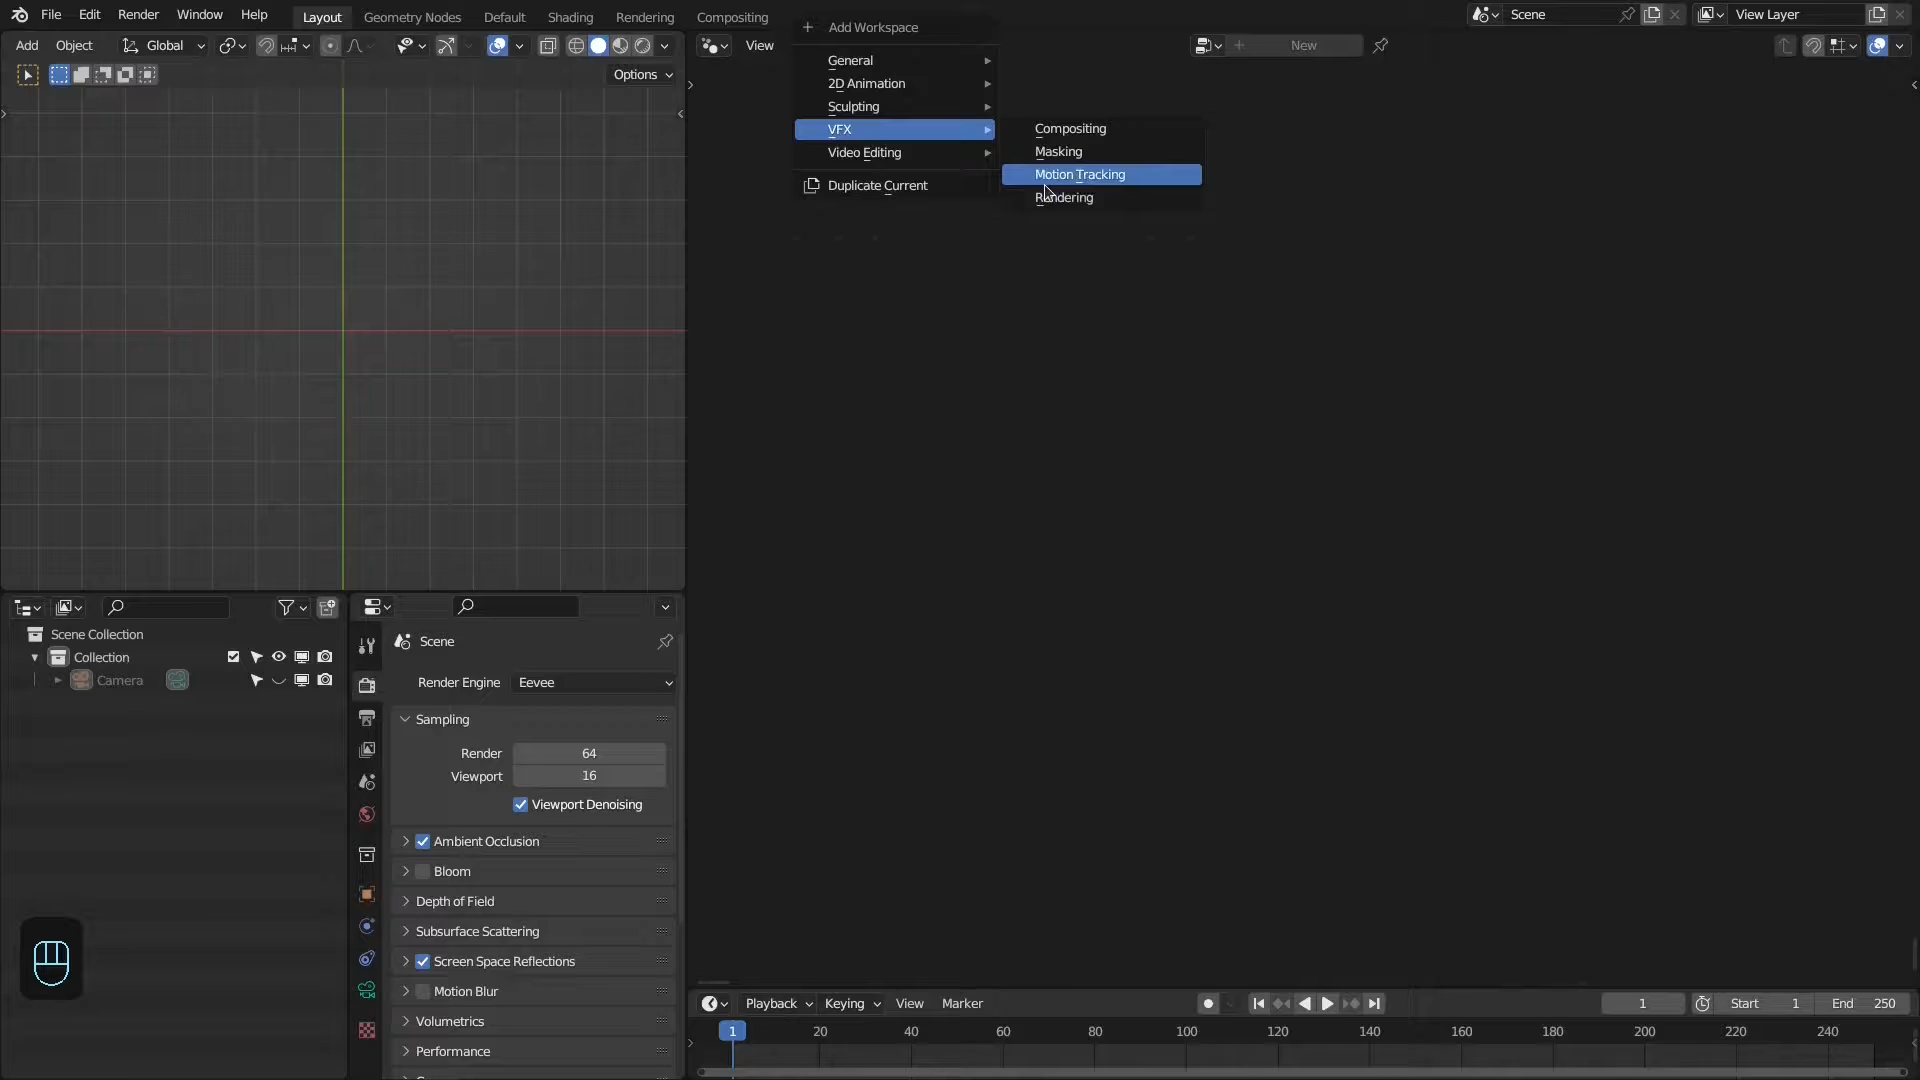 File Edit Render Window Help Layout Geometry Nodes Default Shading Rendering Compositing
Scene View Layer
Add Object Global
Options
View
New
Add Workspace
General
2D Animation
Sculpting
VFX
Video Editing
Duplicate Current
Compositing
Masking
Motion Tracking
Rendering
Scene Collection
Collection
Camera
Scene
Render Engine Eevee
Sampling
Render 64
Viewport 16
Viewport Denoising
Ambient Occlusion
Bloom
Depth of Field
Subsurface Scattering
Screen Space Reflections
Motion Blur
Volumetrics
Performance
Playback Keying View Marker 1 Start 1 End 250
1 20 40 60 80 100 120 140 160 180 200 220 240